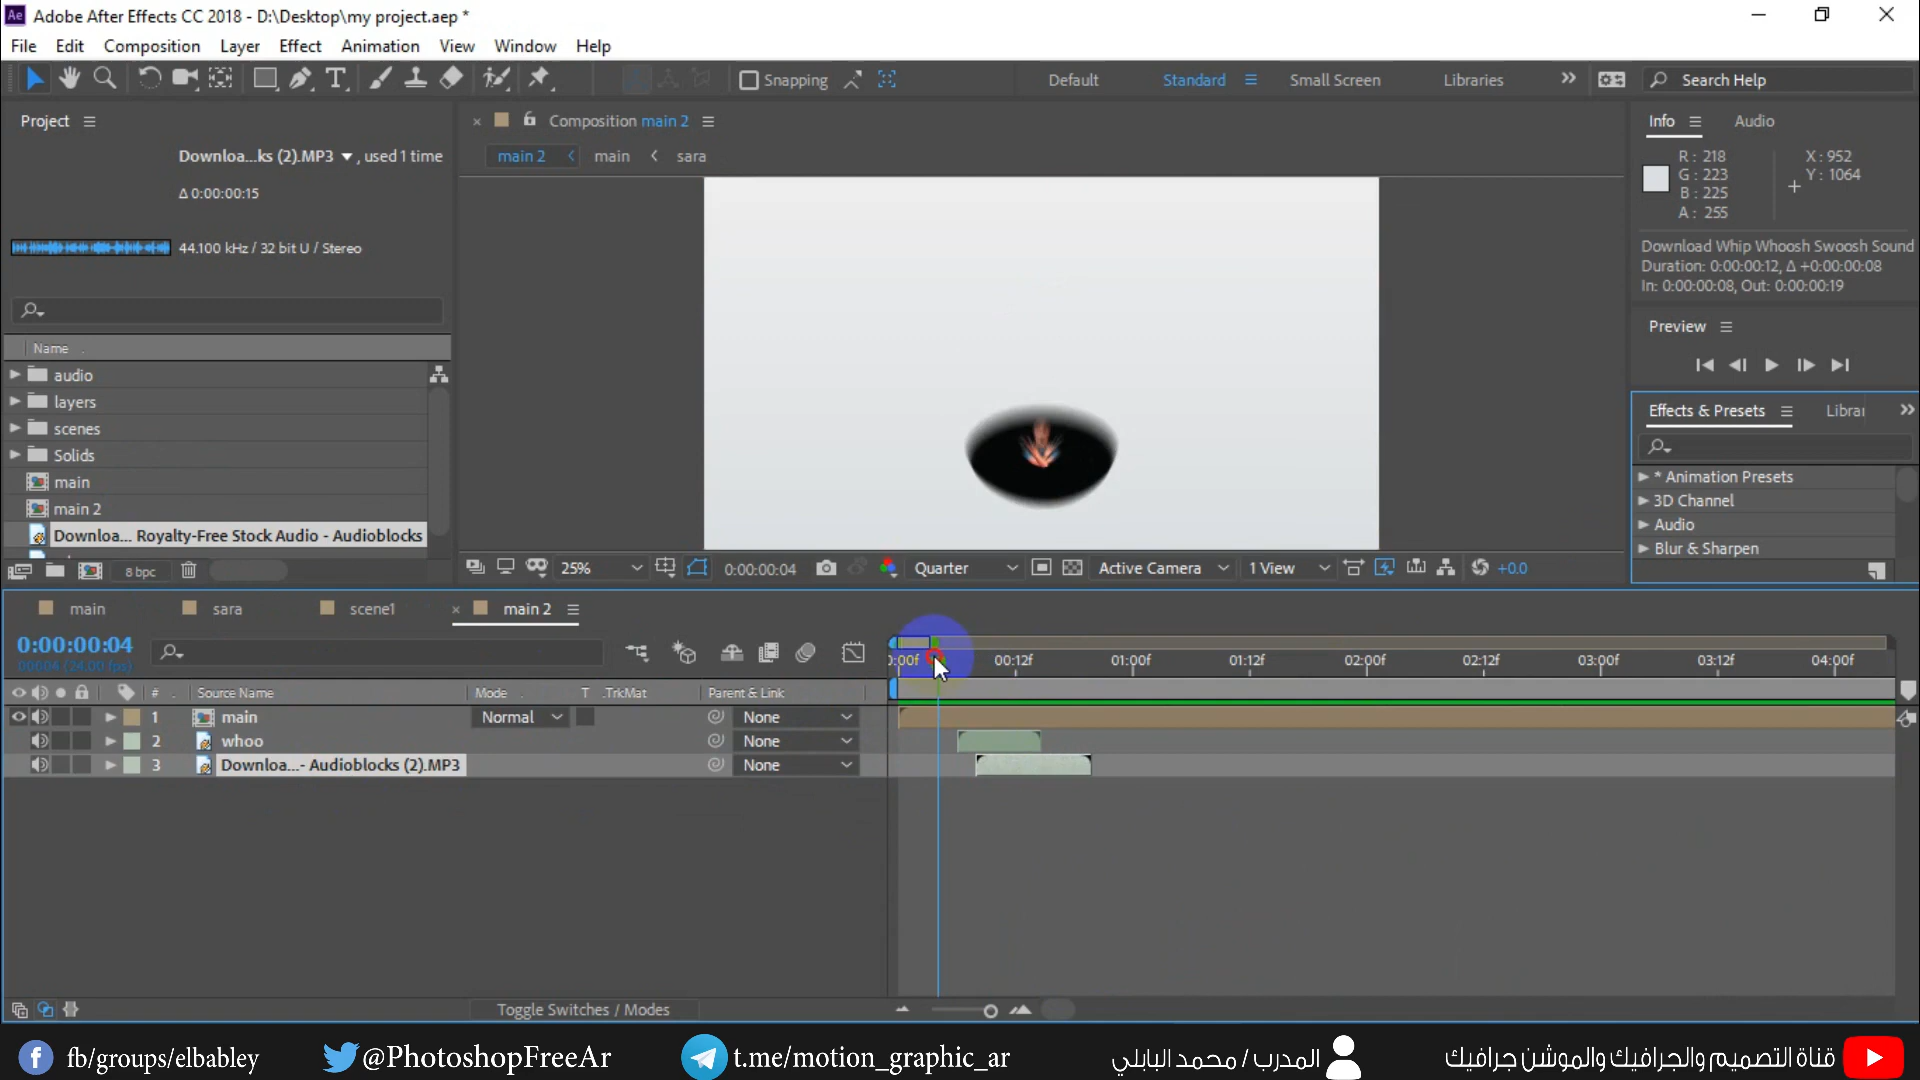 Ae Adobe After Effects CC 2018 - D:\Desktop\my project.aep *
File Edit Composition Layer Effect Animation View Window Help
Snapping Default Standard Small Screen Libraries Search Help
Project
Downloa...ks (2).MP3 , used 1 time
Δ 0:00:00:15
44.100 kHz / 32 bit U / Stereo
Name
audio
layers
scenes
Solids
main
main 2
Downloa... Royalty-Free Stock Audio - Audioblocks
8 bpc
Composition main 2
main 2 main sara
25% 0:00:00:04 Quarter Active Camera 1 View +0.0
Info Audio
R : 218
G : 223
B : 225
A : 255
X : 952
Y : 1064
Download Whip Whoosh Swoosh Sound
Duration: 0:00:00:12, Δ +0:00:00:08
In: 0:00:00:08, Out: 0:00:00:19
Preview
Effects & Presets Librai
* Animation Presets
3D Channel
Audio
Blur & Sharpen
main sara scene1 main 2
0:00:00:04
00004 (24.00 fps)
:00f 00:12f 01:00f 01:12f 02:00f 02:12f 03:00f 03:12f 04:00f
# Source Name Mode T .TrkMat Parent & Link
1 main Normal None
2 whoo None
3 Downloa...- Audioblocks (2).MP3 None
Toggle Switches / Modes
f fb/groups/elbabley @PhotoshopFreeAr t.me/motion_graphic_ar المدرب / محمد البابلي قناة التصميم والجرافيك والموشن جرافيك